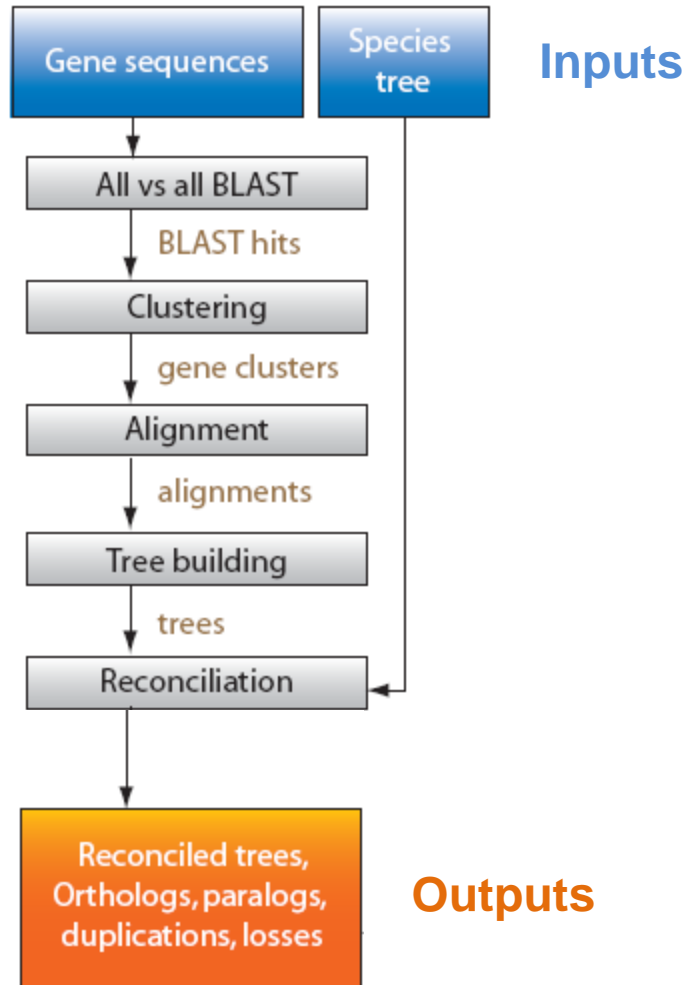 Gene sequences
Species
tree
Inputs
All vs all BLAST
BLAST hits
Clustering
gene clusters
Alignment
alignments
Tree building
trees
Reconciliation
Reconciled trees,
Orthologs, paralogs,
duplications, losses
Outputs